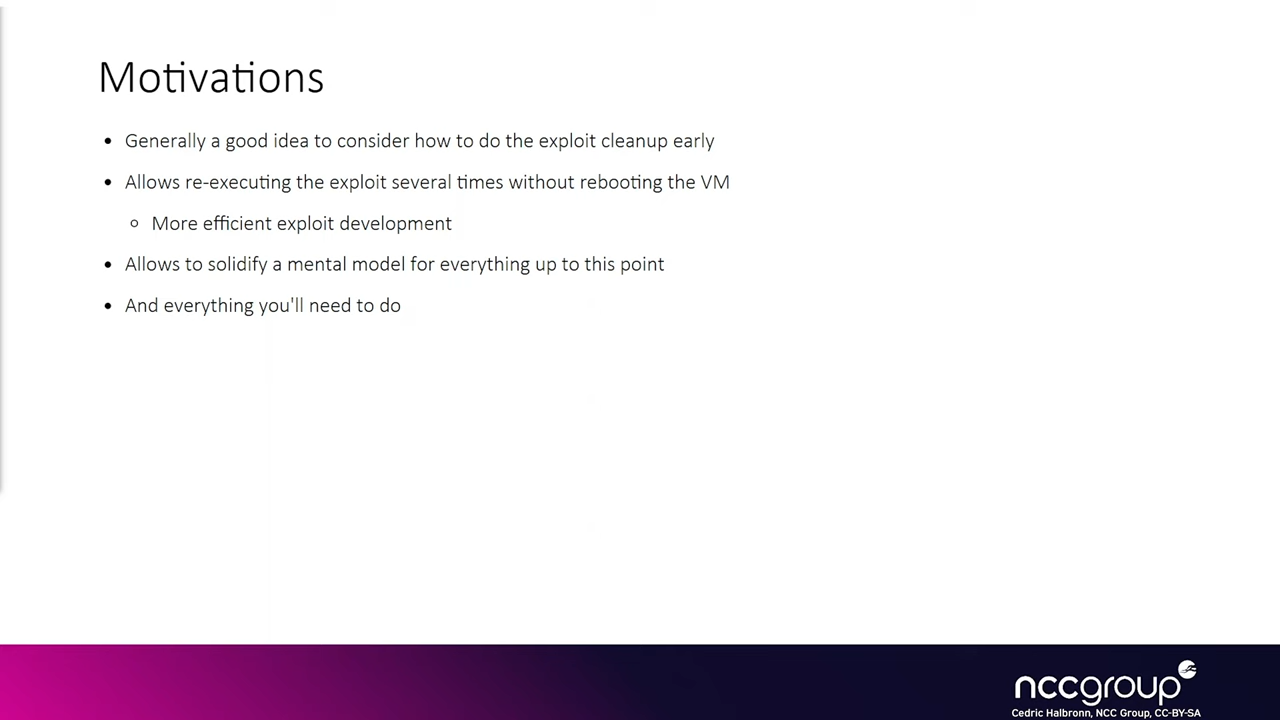 Motivations
• Generally a good idea to consider how to do the exploit cleanup early
• Allows re-executing the exploit several times without rebooting the VM
○ More efficient exploit development
• Allows to solidify a mental model for everything up to this point
• And everything you'll need to do
nccgroup
Cedric Halbronn, NCC Group, CC-BY-SA